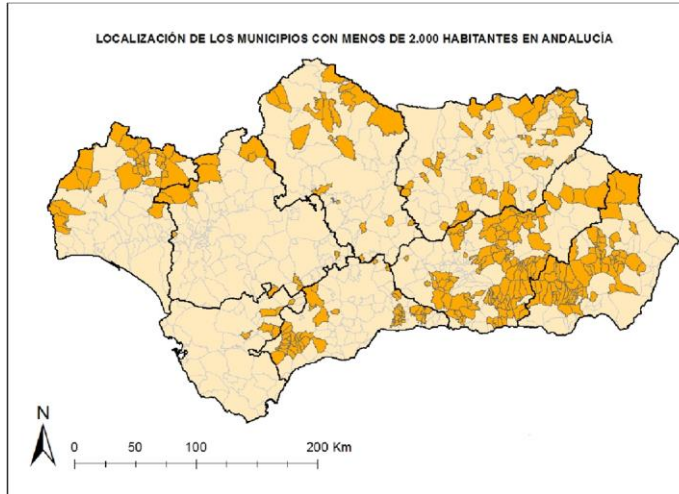 LOCALIZACIÓN DE LOS MUNICIPIOS CON MENOS DE 2.000 HABITANTES EN ANDALUCÍA
N
0 50 100 200 Km